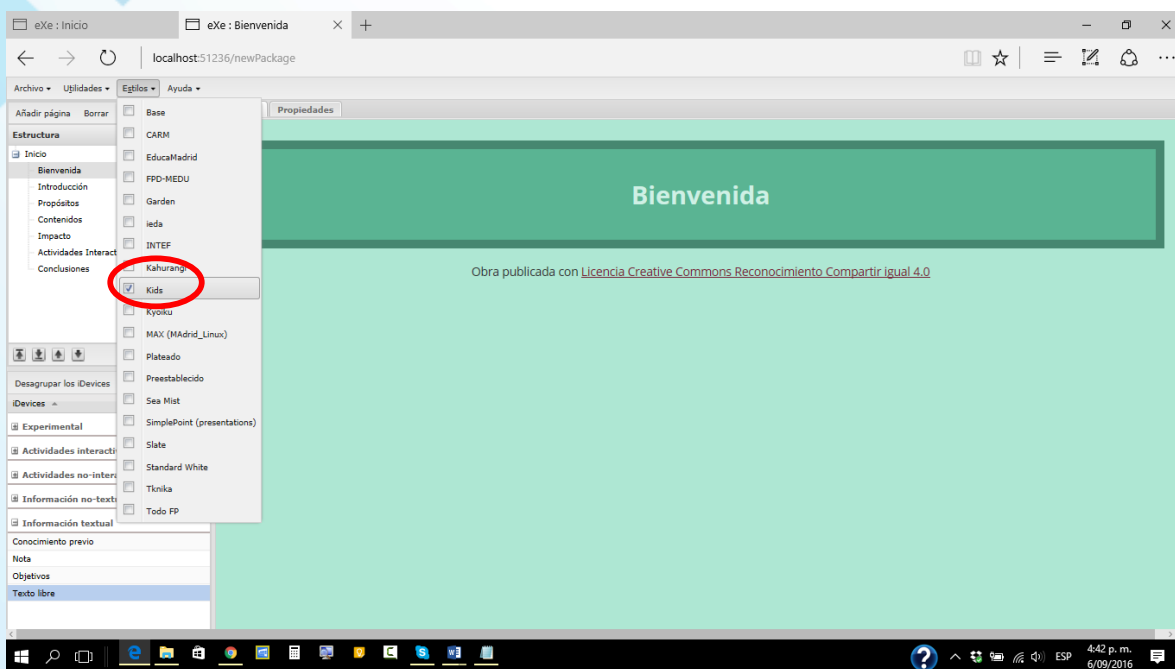 eXe : Inicio
eXe : Bienvenida
localhost:51236/newPackage
Archivo Utilidades Estilos Ayuda
Añadir página Borrar
Propiedades
Estructura
Inicio
Bienvenida
Introducción
Propósitos
Contenidos
Impacto
Actividades Interact
Conclusiones
Base
CARM
EducaMadrid
FPD-MEDU
Garden
ieda
INTEF
Kahurangi
Kids
Kyoiku
MAX (MAdrid_Linux)
Plateado
Preestablecido
Sea Mist
SimplePoint (presentations)
Slate
Standard White
Tknika
Todo FP
Bienvenida
Obra publicada con Licencia Creative Commons Reconocimiento Compartir igual 4.0
Desagrupar los iDevices
iDevices
Experimental
Actividades interacti
Actividades no-inter
Información no-text
Información textual
Conocimiento previo
Nota
Objetivos
Texto libre
ESP
4:42 p. m.
6/09/2016